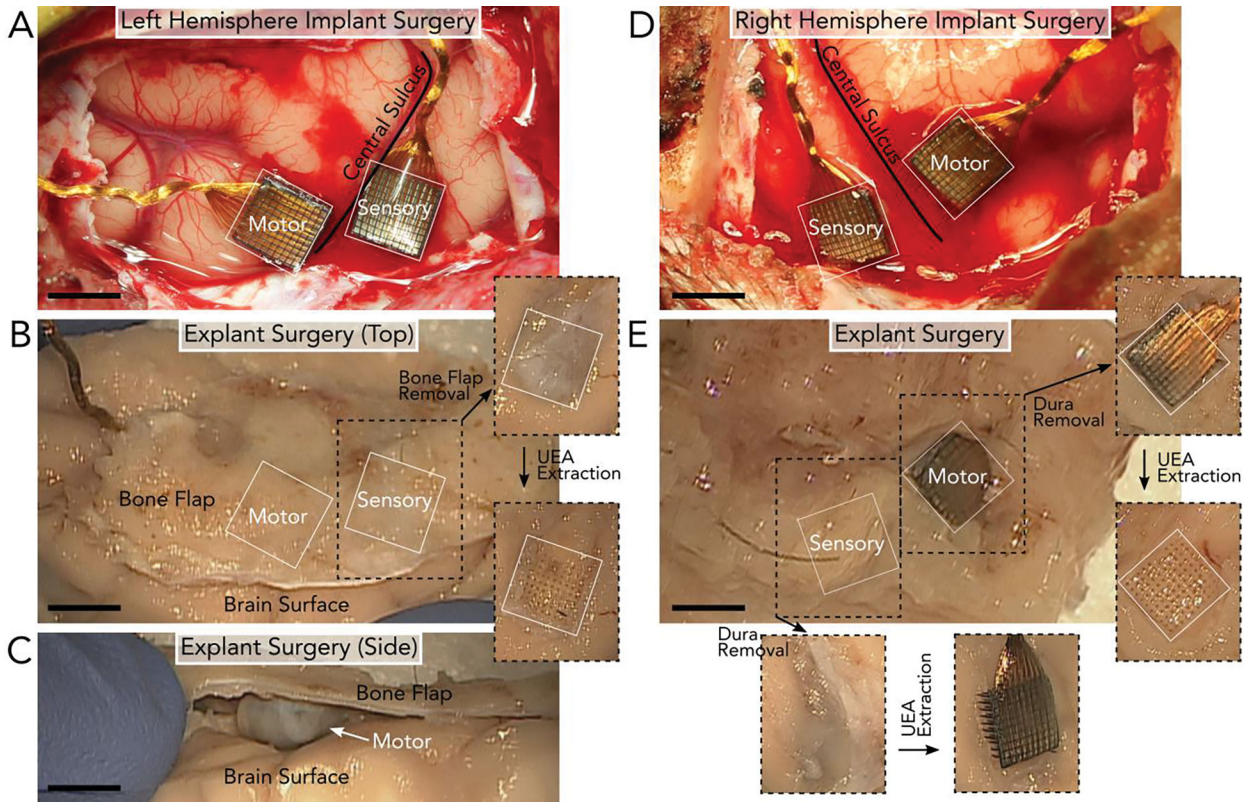 A
Left Hemisphere Implant Surgery
Central Sulcus
Motor
Sensory
D
Right Hemisphere Implant Surgery
Central Sulcus
Motor
Sensory
B
Explant Surgery (Top)
Bone Flap
Removal
UEA
Extraction
Bone Flap
Motor
Sensory
Brain Surface
C
Explant Surgery (Side)
Bone Flap
Motor
Brain Surface
E
Explant Surgery
Dura
Removal
UEA
Extraction
Motor
Sensory
Dura
Removal
UEA
Extraction